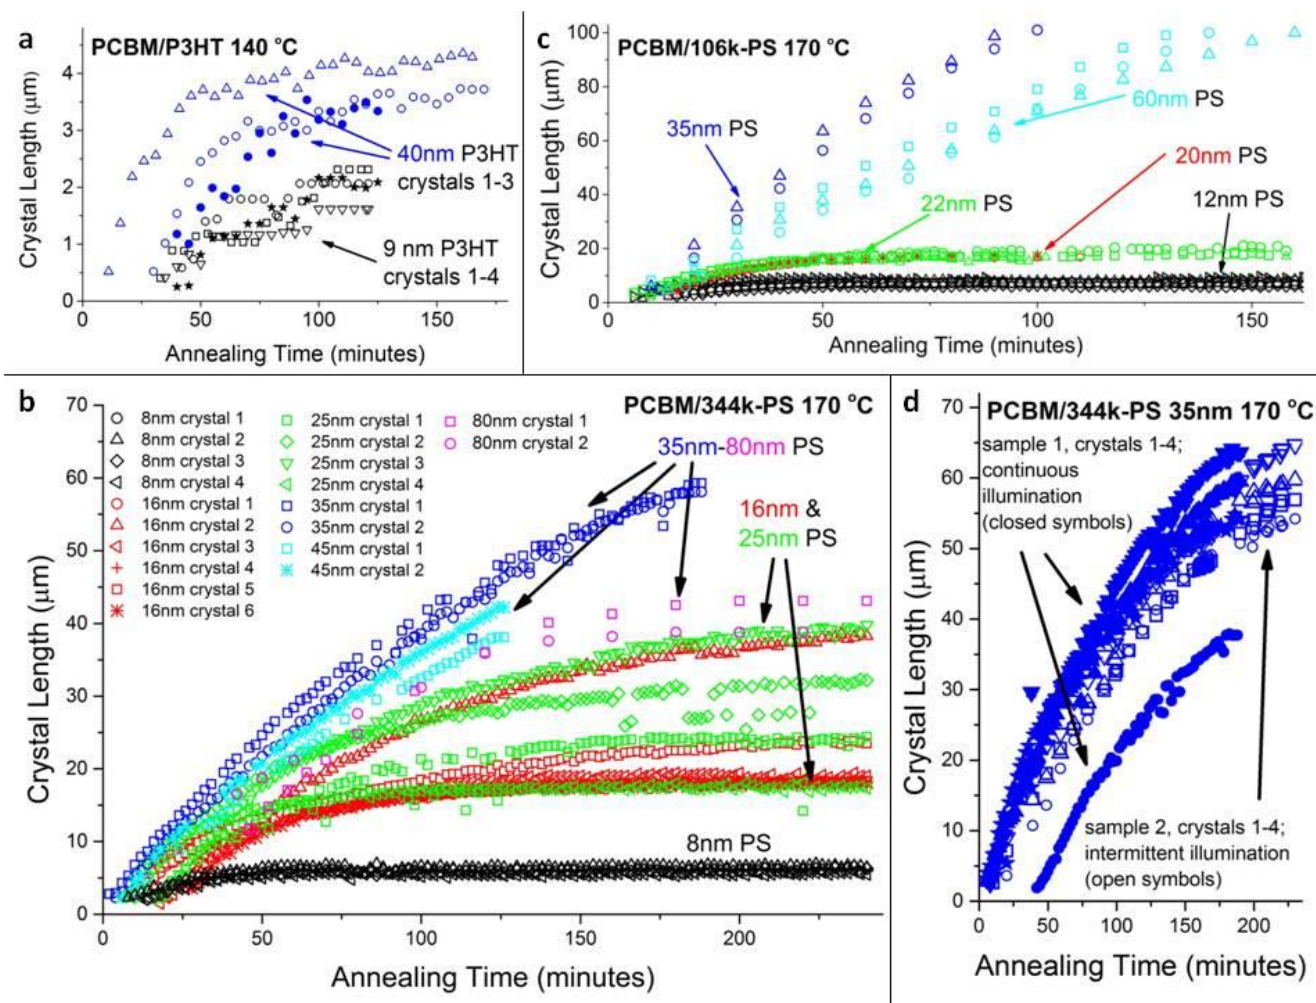 a
PCBM/P3HT 140 °C
Crystal Length (μm)
4
3
2
1
0
40nm P3HT
crystals 1-3
9 nm P3HT
crystals 1-4
0
50
100
150
Annealing Time (minutes)
c
PCBM/106k-PS 170 °C
Crystal Length (μm)
100
80
60
40
20
0
35nm PS
60nm PS
20nm PS
22nm PS
12nm PS
0
50
100
150
Annealing Time (minutes)
b
PCBM/344k-PS 170 °C
Crystal Length (μm)
70
60
50
40
30
20
10
0
8nm crystal 1
8nm crystal 2
8nm crystal 3
8nm crystal 4
16nm crystal 1
16nm crystal 2
16nm crystal 3
16nm crystal 4
16nm crystal 5
16nm crystal 6
25nm crystal 1
25nm crystal 2
25nm crystal 3
25nm crystal 4
35nm crystal 1
35nm crystal 2
45nm crystal 1
45nm crystal 2
80nm crystal 1
80nm crystal 2
35nm-80nm PS
16nm &
25nm PS
8nm PS
0
50
100
150
200
Annealing Time (minutes)
d
PCBM/344k-PS 35nm 170 °C
Crystal Length (μm)
70
60
50
40
30
20
10
0
sample 1, crystals 1-4;
continuous
illumination
(closed symbols)
sample 2, crystals 1-4;
intermittent illumination
(open symbols)
0
50
100
150
200
Annealing Time (minutes)